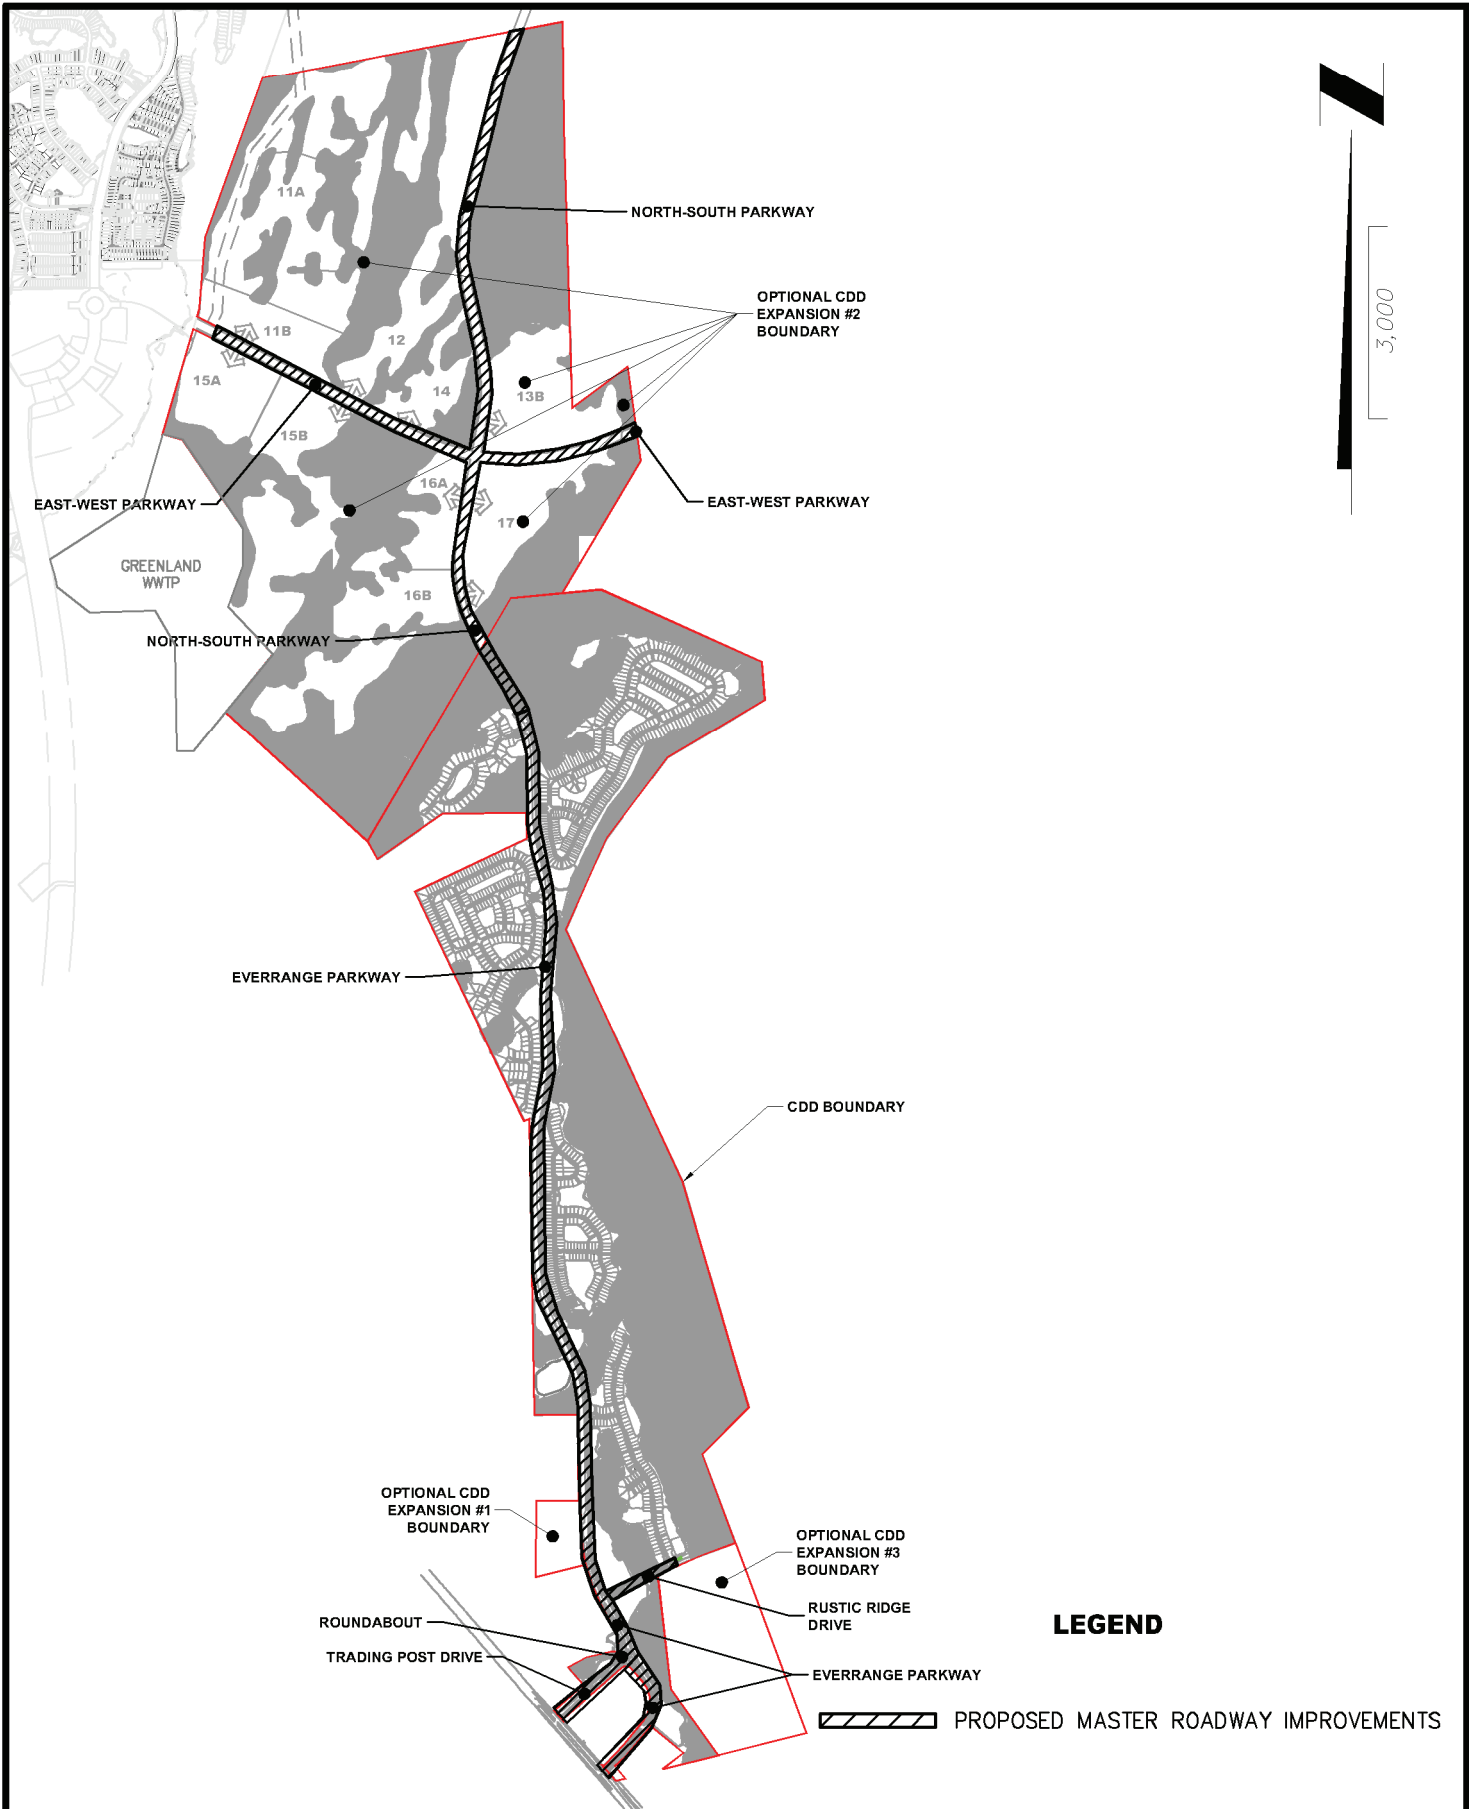 11A
NORTH-SOUTH PARKWAY
OPTIONAL CDD
EXPANSION #2
BOUNDARY
3,000
11B
12
15A
14
13B
15B
16A
EAST-WEST PARKWAY
EAST-WEST PARKWAY
17
GREENLAND
WWTP
16B
NORTH-SOUTH PARKWAY
EVERRANGE PARKWAY
CDD BOUNDARY
OPTIONAL CDD
EXPANSION #1
BOUNDARY
OPTIONAL CDD
EXPANSION #3
BOUNDARY
RUSTIC RIDGE
DRIVE
ROUNDABOUT
TRADING POST DRIVE
EVERRANGE PARKWAY
LEGEND
PROPOSED MASTER ROADWAY IMPROVEMENTS